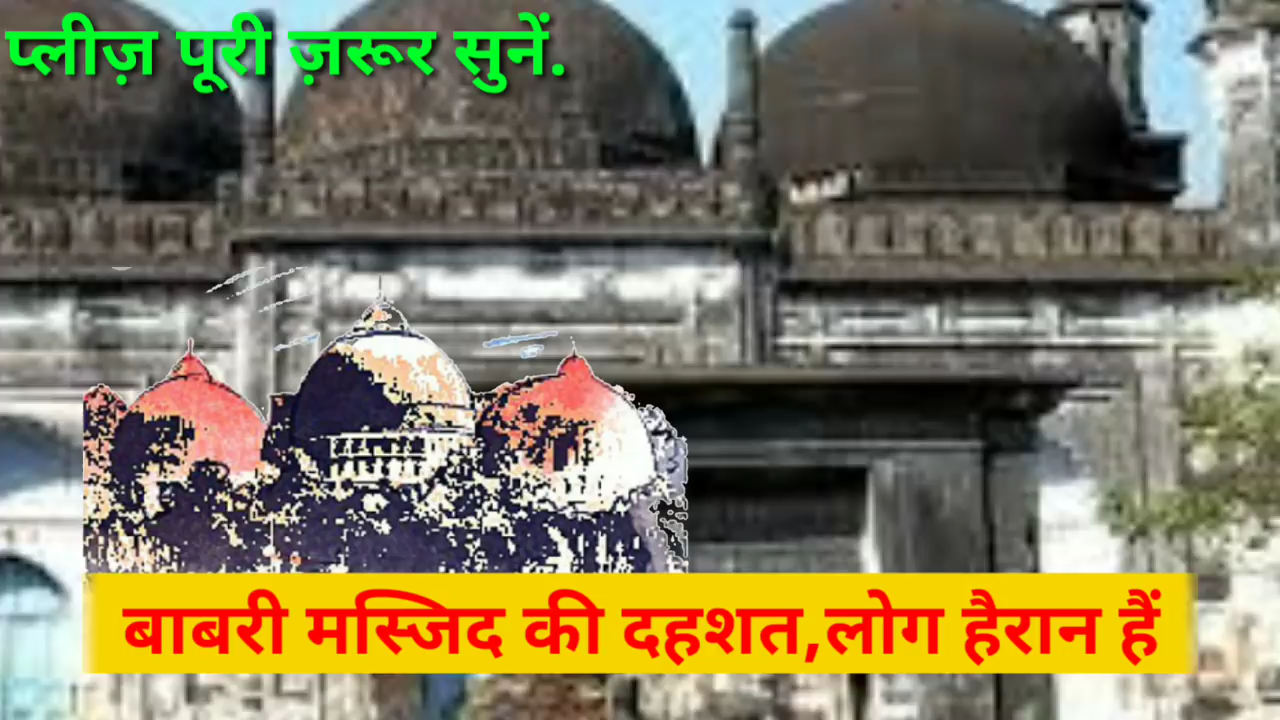 प्लीज़ पूरी ज़रूर सुनें.
बाबरी मस्जिद की दहशत,लोग हैरान हैं